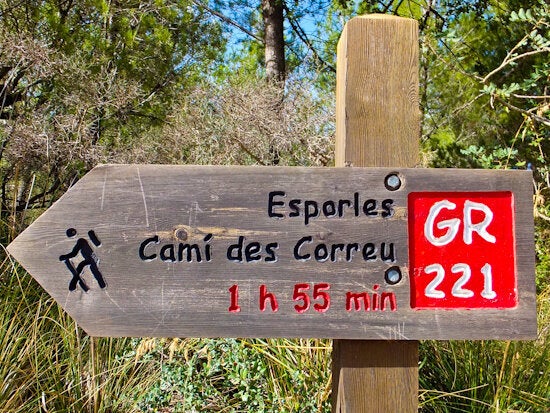 Esporles
Camí des Correu
1 h 55 min
GR
221